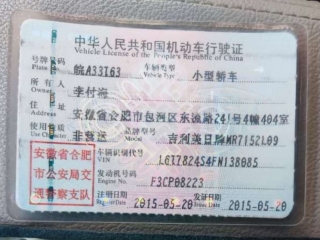 中华人民共和国机动车行驶证
Vehicle License of the People's Republic of China
号牌号码 皖A33T63 车辆类型 小型轿车
Plate No. Vehicle Type
所有人 李付海
Owner
住址 安徽省合肥市包河区东流路241号4幢404室
使用性质 非营运 品牌型号 吉利美日牌MR7152L09
Use Character Model
安徽省合肥市公安局交通警察支队
车辆识别代号 L6T7824S4FN138085
VIN
发动机号码 F3CP08223
Engine No.
注册日期 2015-05-20 发证日期 2015-05-20
Register Date Issue Date